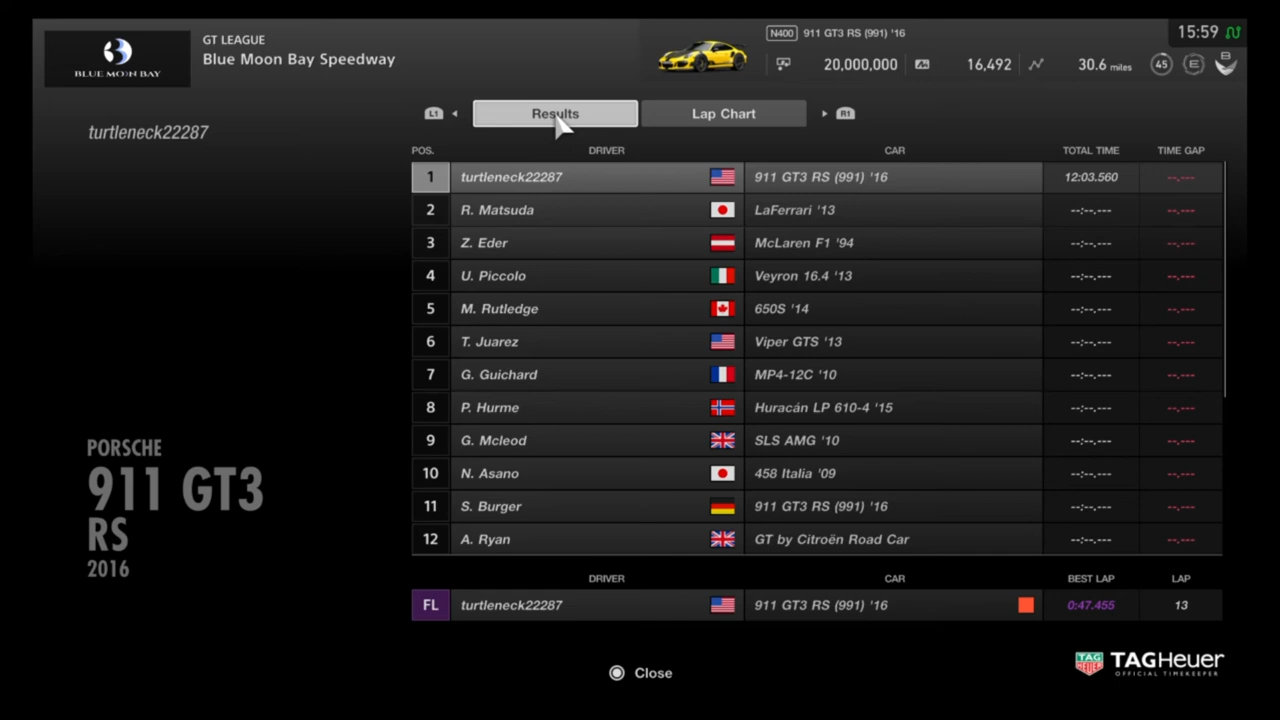 BLUE MOON BAY
GT LEAGUE
Blue Moon Bay Speedway
N400 911 GT3 RS (991) '16
20,000,000 16,492 30.6 miles 45 E B
15:59
turtleneck22287
L1 Results Lap Chart R1
POS. DRIVER CAR TOTAL TIME TIME GAP
1 turtleneck22287 911 GT3 RS (991) '16 12:03.560 --.---
2 R. Matsuda LaFerrari '13 --:--.--- --.---
3 Z. Eder McLaren F1 '94 --:--.--- --.---
4 U. Piccolo Veyron 16.4 '13 --:--.--- --.---
5 M. Rutledge 650S '14 --:--.--- --.---
6 T. Juarez Viper GTS '13 --:--.--- --.---
7 G. Guichard MP4-12C '10 --:--.--- --.---
8 P. Hurme Huracán LP 610-4 '15 --:--.--- --.---
9 G. Mcleod SLS AMG '10 --:--.--- --.---
10 N. Asano 458 Italia '09 --:--.--- --.---
11 S. Burger 911 GT3 RS (991) '16 --:--.--- --.---
12 A. Ryan GT by Citroën Road Car --:--.--- --.---
DRIVER CAR BEST LAP LAP
FL turtleneck22287 911 GT3 RS (991) '16 0:47.455 13
PORSCHE
911 GT3
RS
2016
Close
TAG HEUER TAGHeuer
OFFICIAL TIMEKEEPER